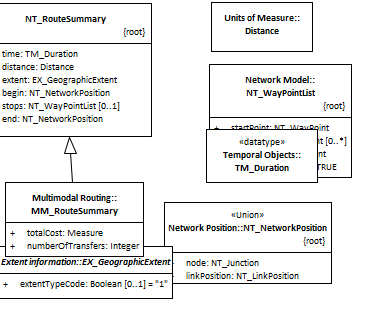 NT_RouteSummary
{root}
time: TM_Duration
distance: Distance
extent: EX_GeographicExtent
begin: NT_NetworkPosition
stops: NT_WayPointList [0..1]
end: NT_NetworkPosition
Units of Measure::
Distance
Network Model::
NT_WayPointList
{root}
+ startPoint: NT_WayPoint
nt [0..*]
nt
TRUE
«datatype»
Temporal Objects::
TM_Duration
Multimodal Routing::
MM_RouteSummary
+ totalCost: Measure
+ numberOfTransfers: Integer
«Union»
Network Position::NT_NetworkPosition
{root}
node: NT_Junction
linkPosition: NT_LinkPosition
Extent information::EX_GeographicExtent
+ extentTypeCode: Boolean [0..1] = "1"